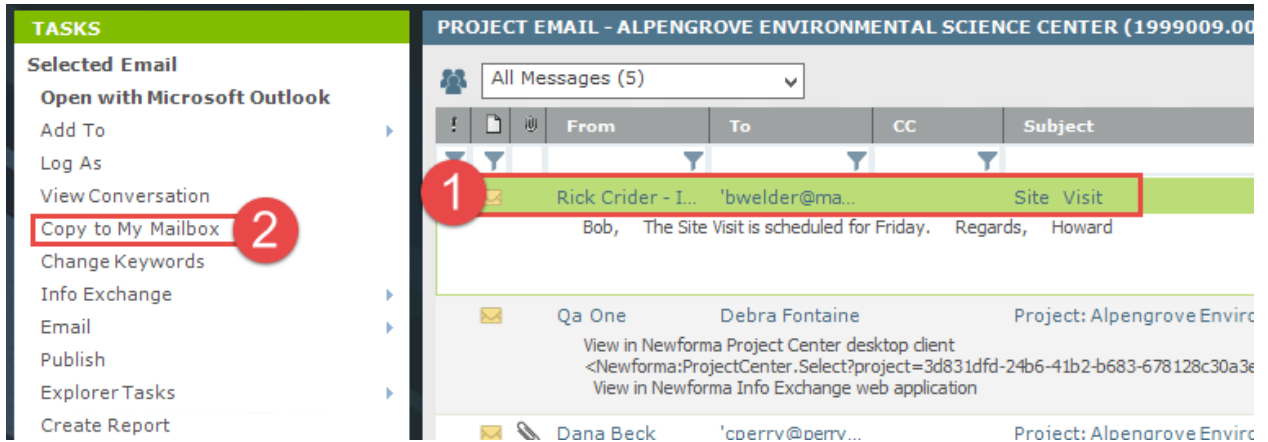 TASKS
Selected Email
Open with Microsoft Outlook
Add To
Log As
View Conversation
Copy to My Mailbox 2
Change Keywords
Info Exchange
Email
Publish
Explorer Tasks
Create Report
PROJECT EMAIL - ALPENGROVE ENVIRONMENTAL SCIENCE CENTER (1999009.00
All Messages (5)
! From To CC Subject
1 Rick Crider - I... 'bwelder@ma... Site Visit
Bob, The Site Visit is scheduled for Friday. Regards, Howard
Qa One Debra Fontaine Project: Alpengrove Enviro
View in Newforma Project Center desktop client
<Newforma:ProjectCenter.Select?project=3d831dfd-24b6-41b2-b683-678128c30a3e
View in Newforma Info Exchange web application
Dana Beck 'cperry@perry... Project: Alpengrove Enviro